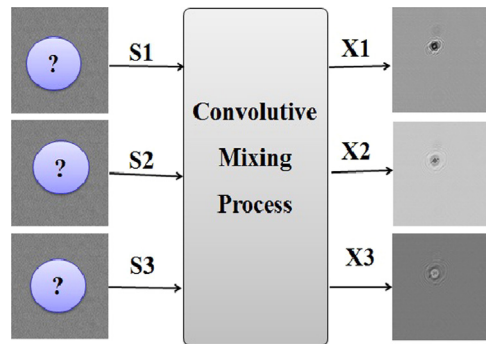 ?
S1
X1
Convolutive
Mixing
Process
?
S2
X2
?
S3
X3